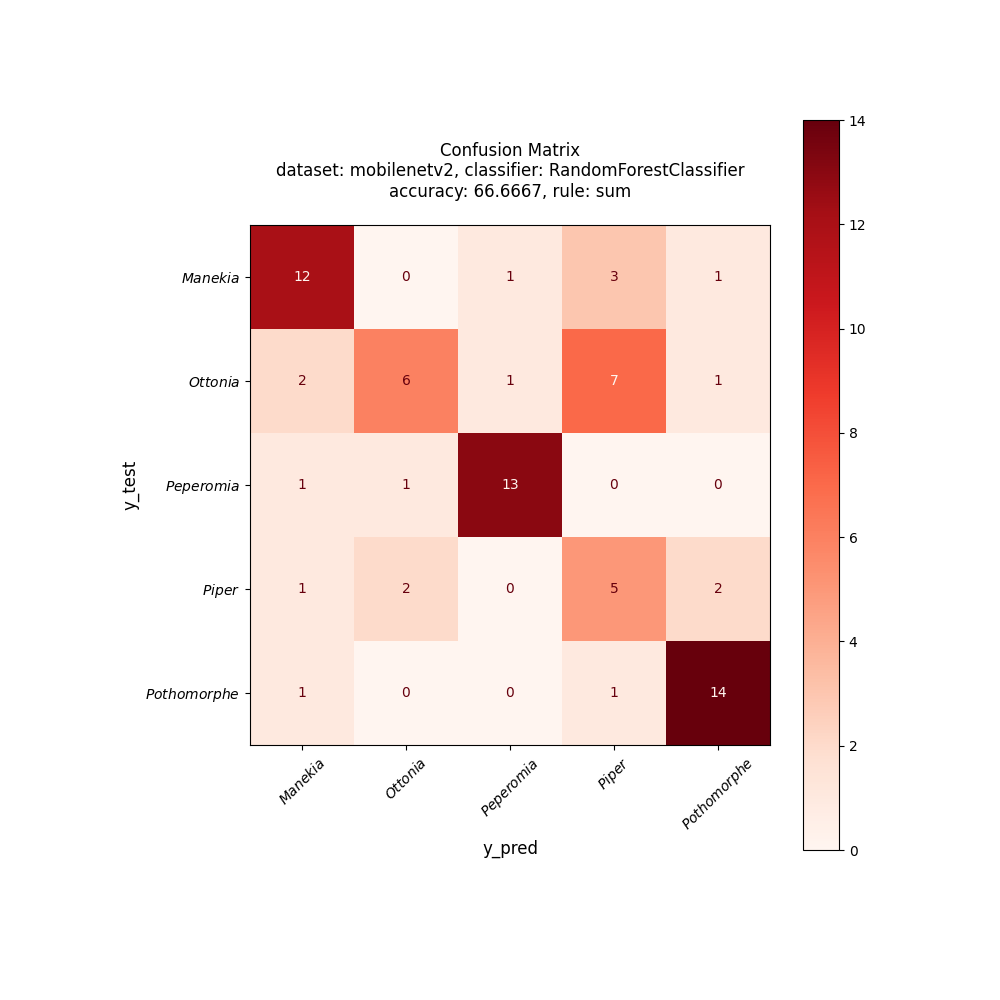 Confusion Matrix
dataset: mobilenetv2, classifier: RandomForestClassifier
accuracy: 66.6667, rule: sum
Manekia 12 0 1 3 1
Ottonia 2 6 1 7 1
Peperomia 1 1 13 0 0
Piper 1 2 0 5 2
Pothomorphe 1 0 0 1 14
Manekia Ottonia Peperomia Piper Pothomorphe
y_test
y_pred
14
12
10
8
6
4
2
0